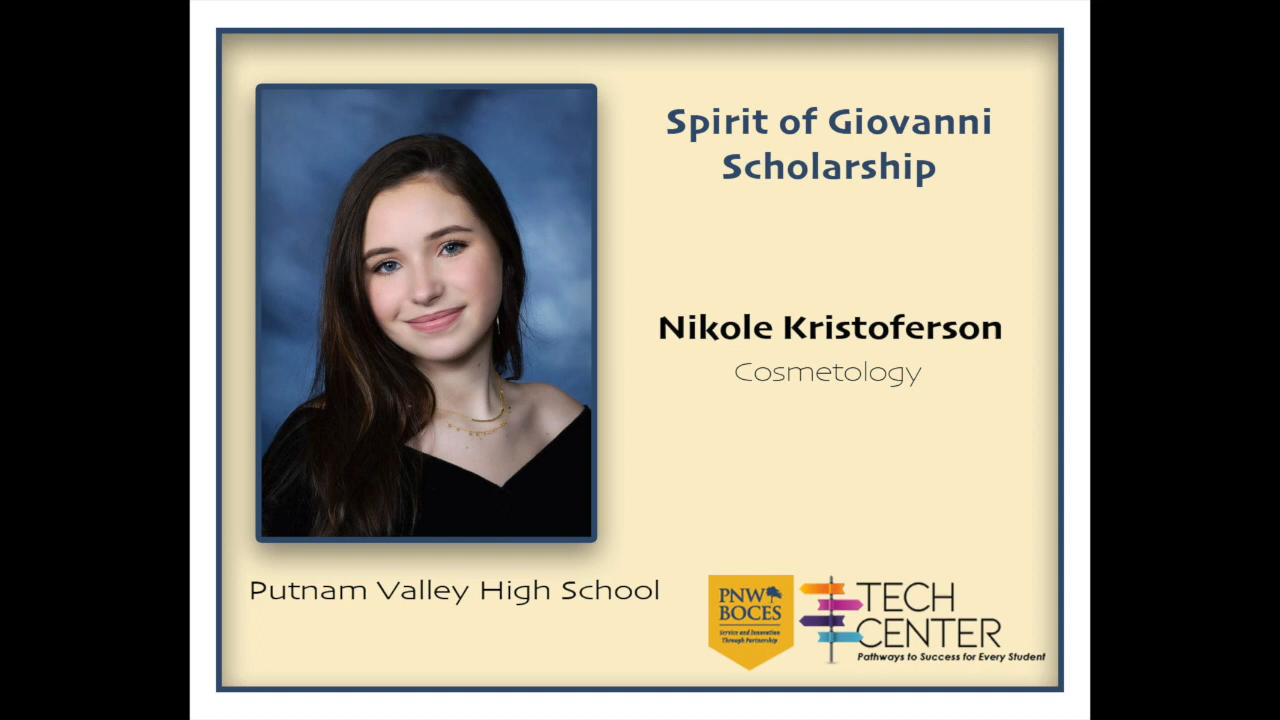 Spirit of Giovanni
Scholarship
Nikole Kristoferson
Cosmetology
Putnam Valley High School
PNW
BOCES
Service and Innovation
Through Partnership
TECH
CENTER
Pathways to Success for Every Student